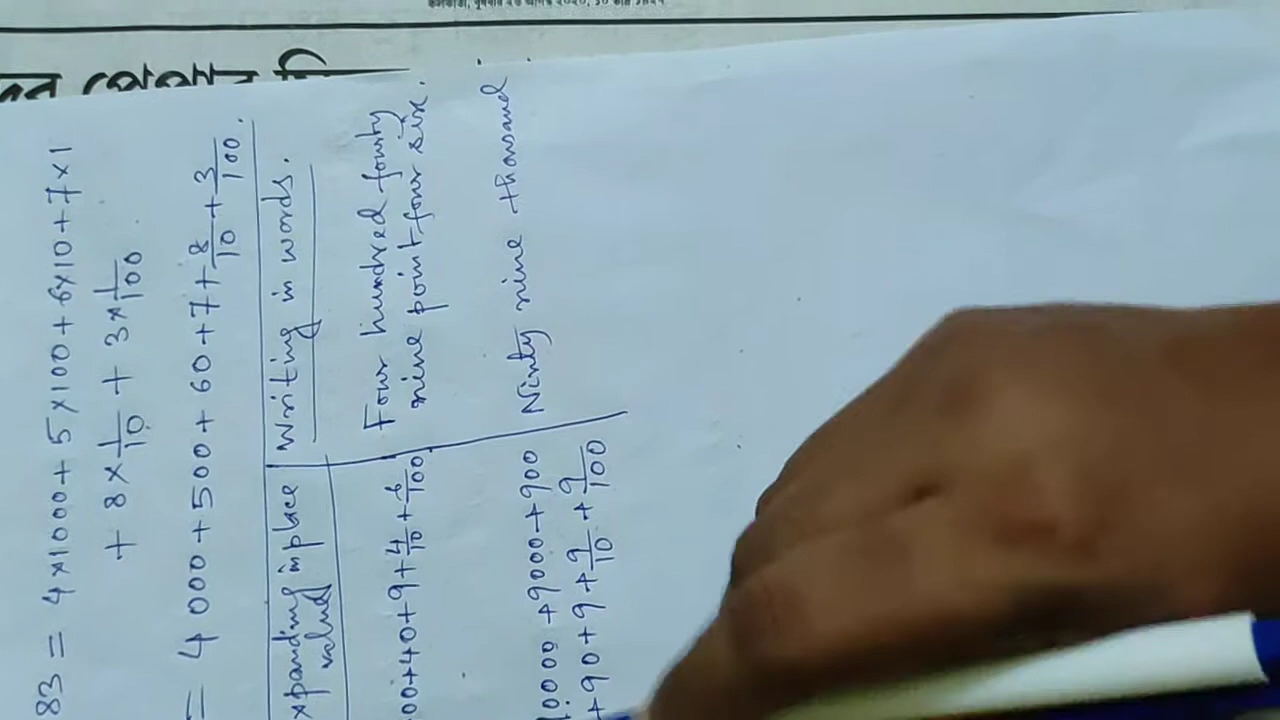 83 = 4×1000 + 5×100 + 6×10 + 7×1
+ 8×1/10 + 3×1/100
= 4000+500+60+7+8/10+3/100.
xpanding in place value | Writing in words.
00+40+9+4/10+6/100 | Four hundred fourty
nine point four six.
0000+9000+900 | Ninty nine thousand
+90+9+9/10+9/100